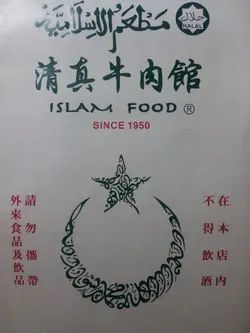 مطعم الإسلامية
حلال
HALAL
清真牛肉館
ISLAM FOOD ®
SINCE 1950
不得飲酒
在本店內
請勿攜帶
外來食品及飲品